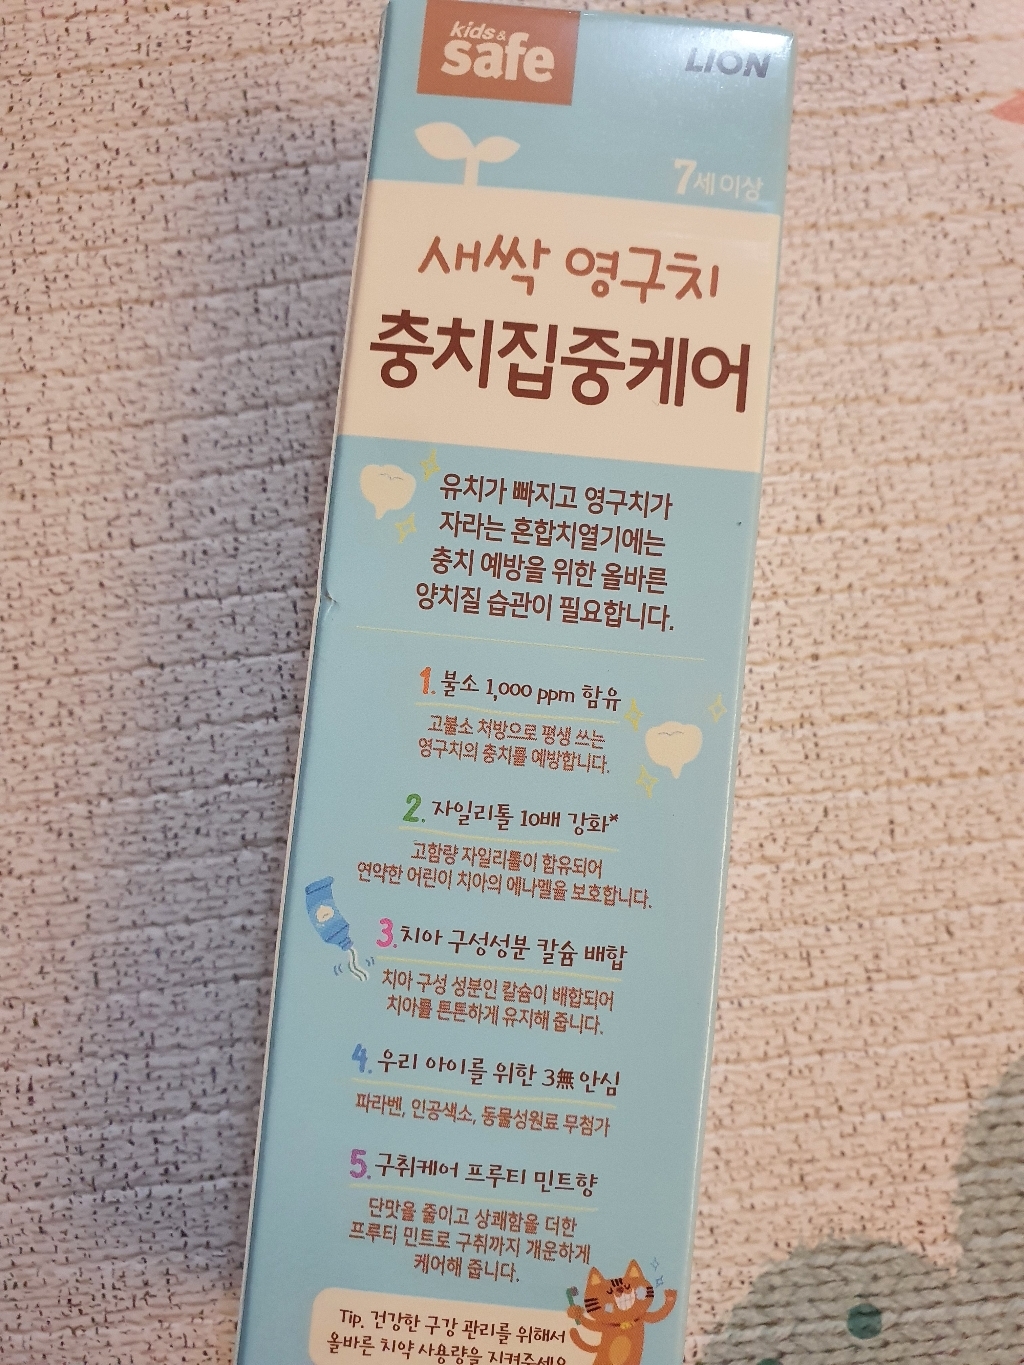 kids &
safe
LION
7세 이상
새싹 영구치
충치집중케어
유치가 빠지고 영구치가
자라는 혼합치열기에는
충치 예방을 위한 올바른
양치질 습관이 필요합니다.
1. 불소 1,000 ppm 함유
고불소 처방으로 평생 쓰는
영구치의 충치를 예방합니다.
2. 자일리톨 10배 강화*
고함량 자일리톨이 함유되어
연약한 어린이 치아의 에나멜을 보호합니다.
3. 치아 구성성분 칼슘 배합
치아 구성 성분인 칼슘이 배합되어
치아를 튼튼하게 유지해 줍니다.
4. 우리 아이를 위한 3無 안심
파라벤, 인공색소, 동물성원료 무첨가
5. 구취케어 프루티 민트향
단맛을 줄이고 상쾌함을 더한
프루티 민트로 구취까지 개운하게
케어해 줍니다.
Tip. 건강한 구강 관리를 위해서
올바른 치약 사용량을 지켜주세요